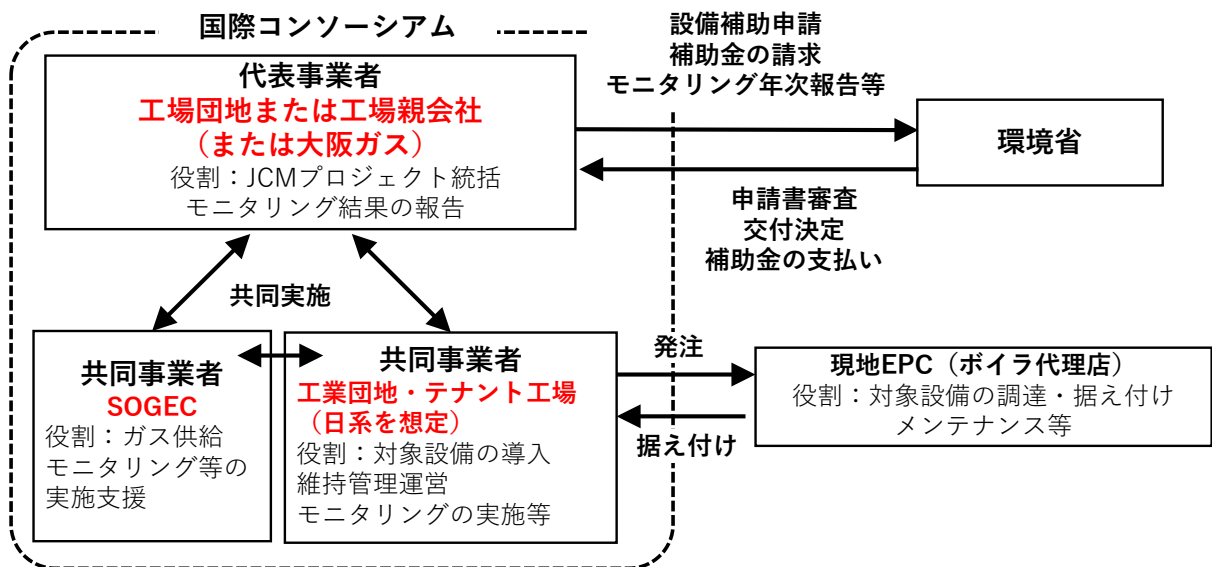 国際コンソーシアム
代表事業者
工場団地または工場親会社
（または大阪ガス）
役割：JCMプロジェクト統括
モニタリング結果の報告
設備補助申請
補助金の請求
モニタリング年次報告等
環境省
申請書審査
交付決定
補助金の支払い
共同実施
共同事業者
SOGEC
役割：ガス供給
モニタリング等の
実施支援
共同事業者
工業団地・テナント工場
（日系を想定）
役割：対象設備の導入
維持管理運営
モニタリングの実施等
発注
据え付け
現地EPC（ボイラ代理店）
役割：対象設備の調達・据え付け
メンテナンス等